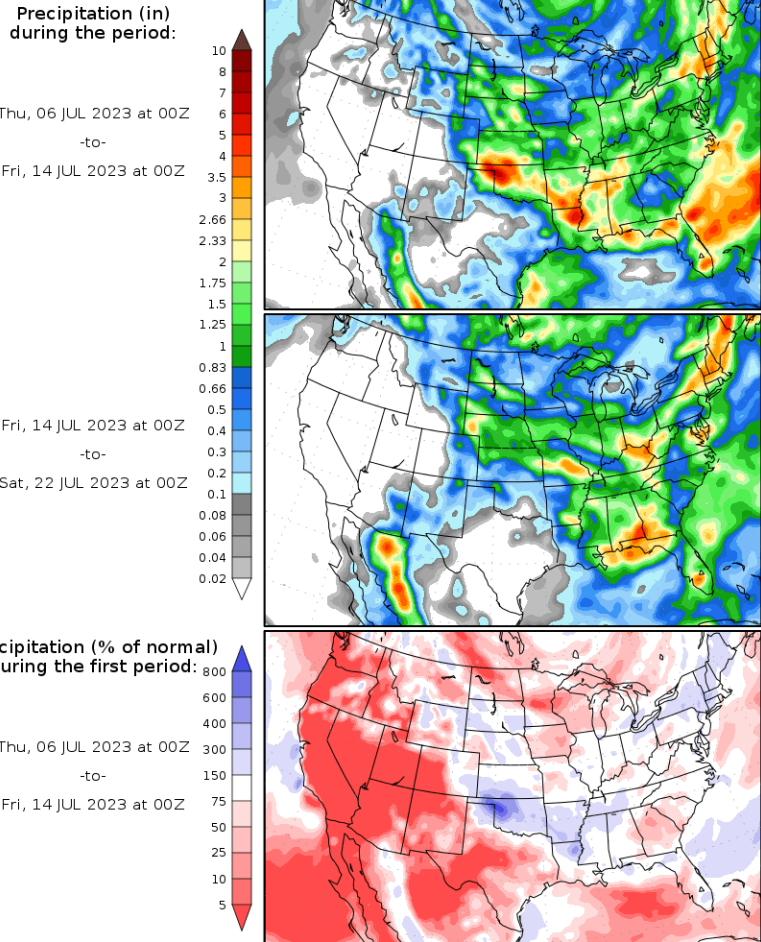 Precipitation (in)
during the period:
10
8
7
Thu, 06 JUL 2023 at 00Z
6
5
-to-
4
Fri, 14 JUL 2023 at 00Z
3.5
3
2.66
2.33
2
1.75
1.5
1.25
1
0.83
0.66
Fri, 14 JUL 2023 at 00Z
0.5
0.4
-to-
0.3
0.2
Sat, 22 JUL 2023 at 00Z
0.1
0.08
0.06
0.04
0.02
cipitation (% of normal)
uring the first period:
800
600
400
Thu, 06 JUL 2023 at 00Z
300
-to-
150
75
Fri, 14 JUL 2023 at 00Z
50
25
10
5